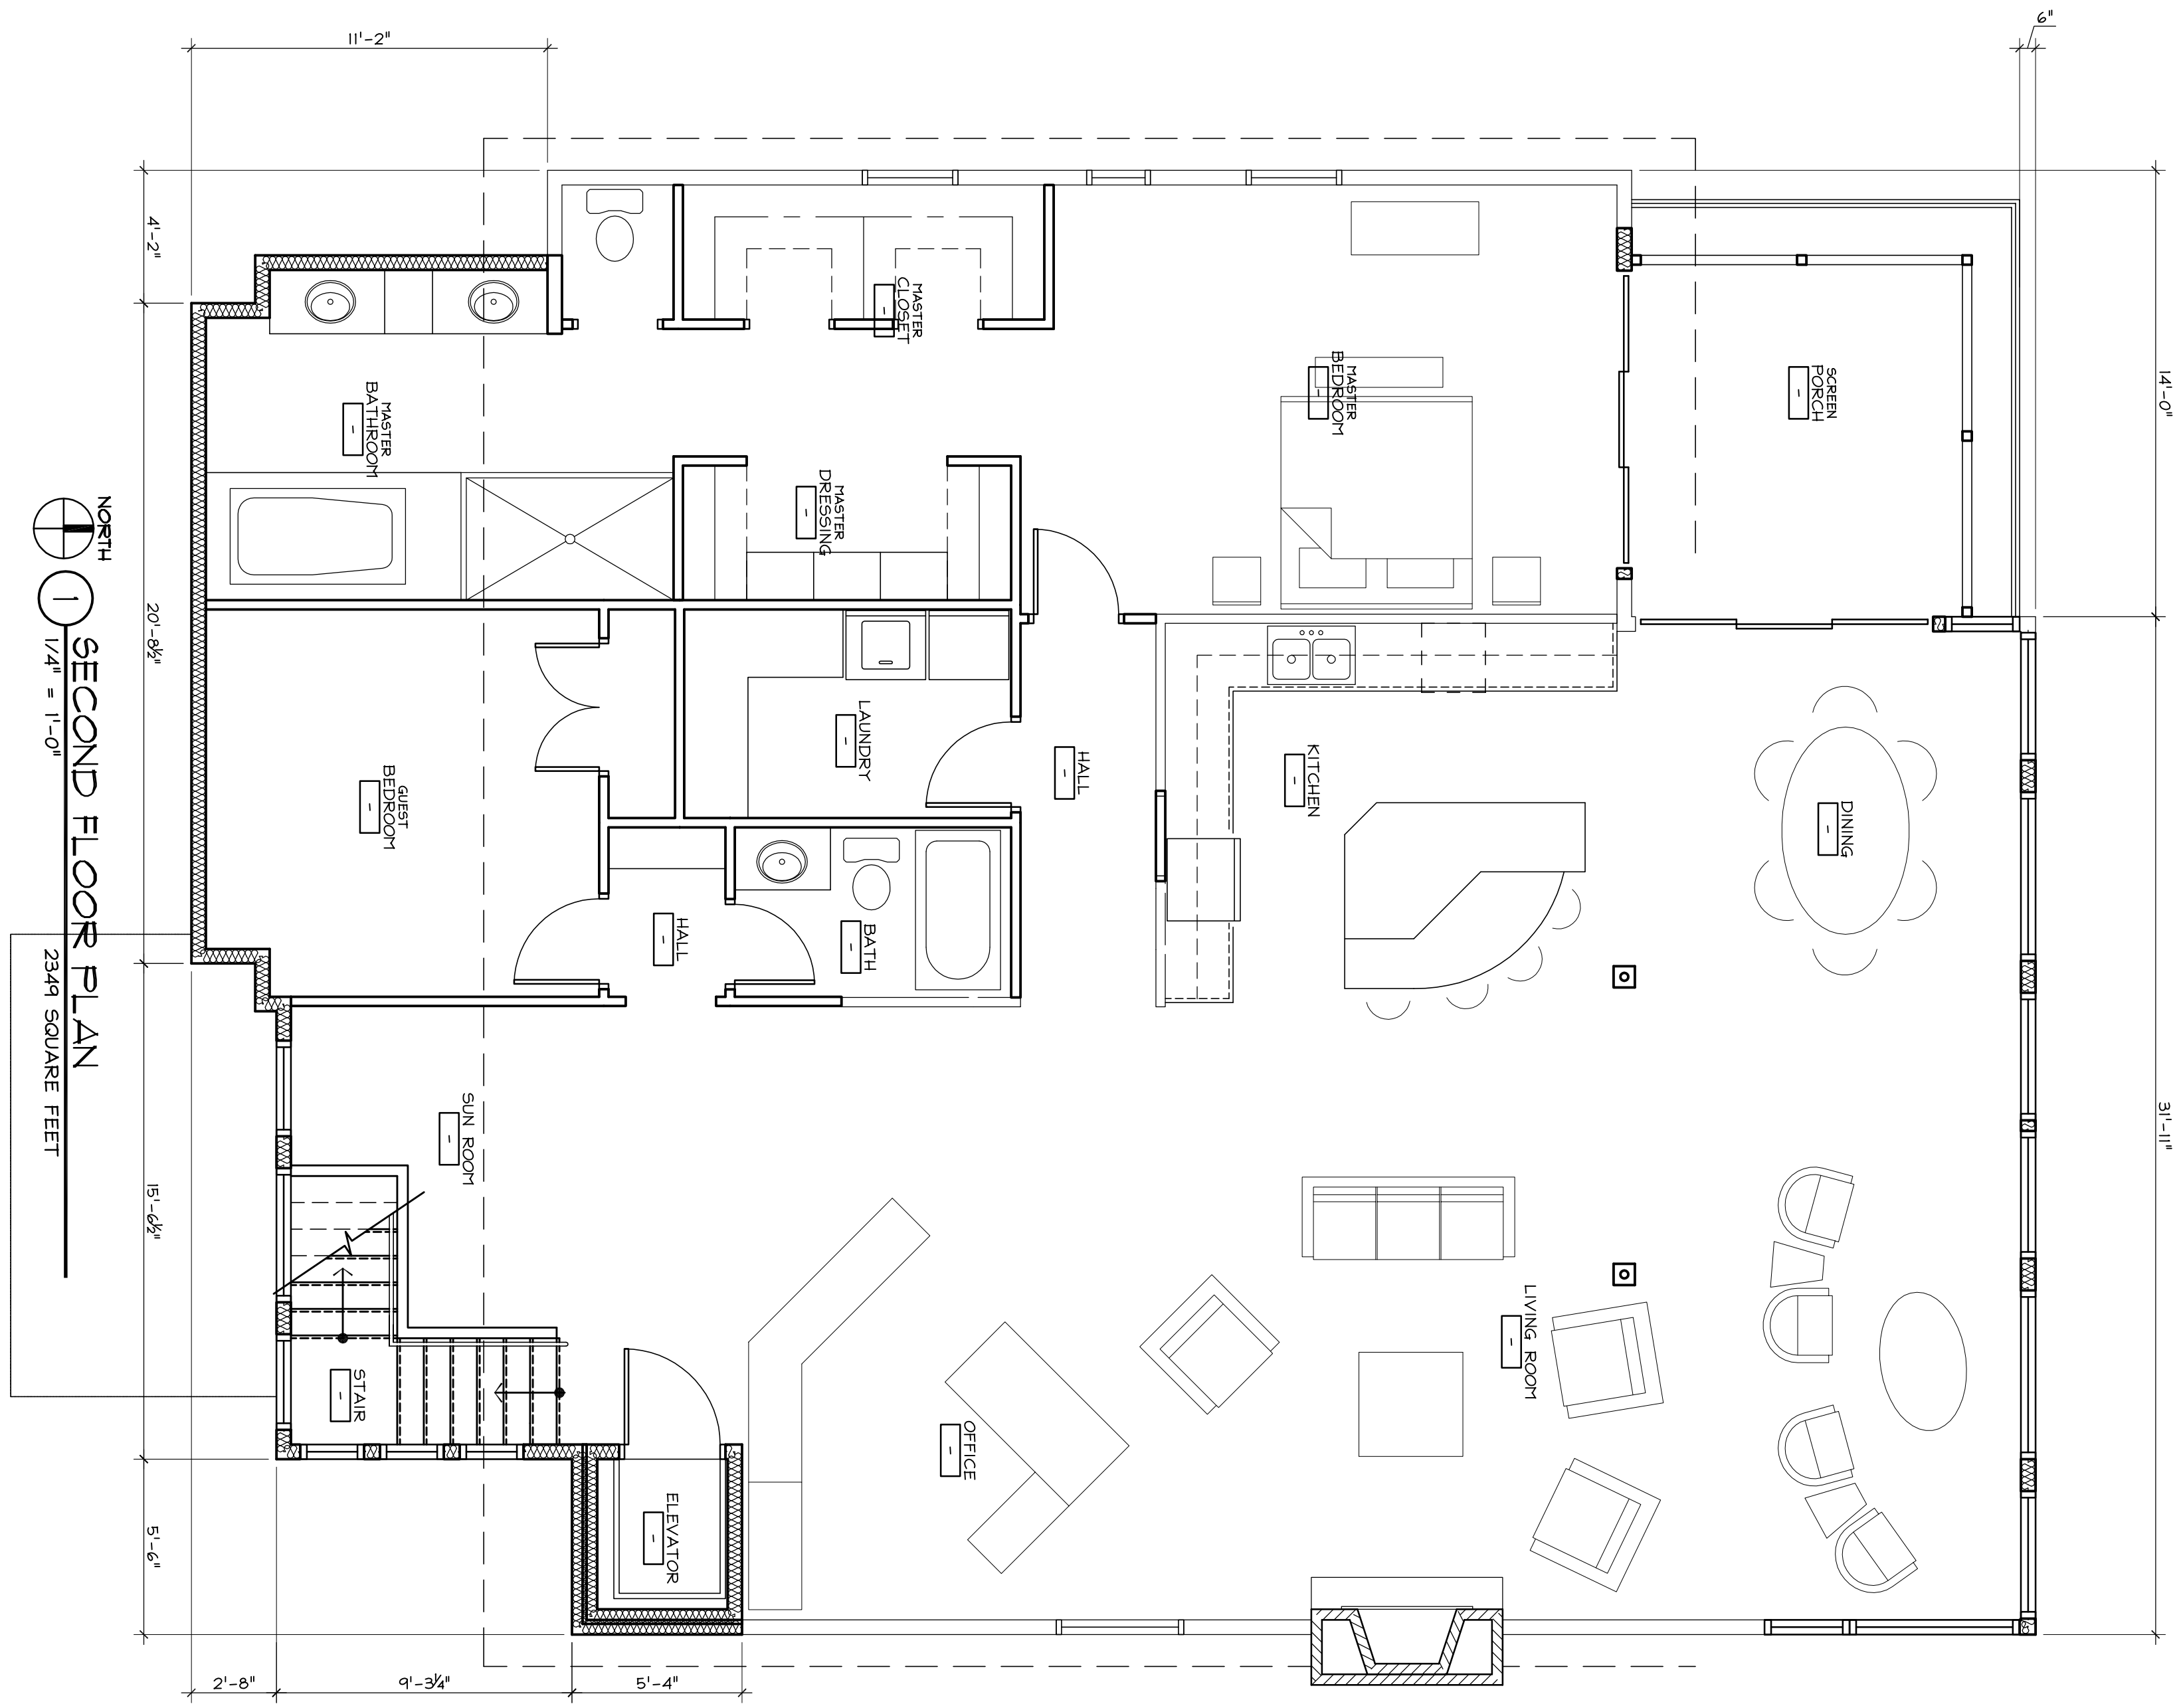 11'-2"
6"
4'-2"
20'-8½"
15'-6½"
5'-6"
14'-0"
31'-11"
2'-8"
9'-3¼"
5'-4"
MASTER
CLOSET
-
MASTER
BEDROOM
-
SCREEN
PORCH
-
MASTER
BATHROOM
-
MASTER
DRESSING
-
LAUNDRY
-
HALL
-
KITCHEN
-
DINING
-
GUEST
BEDROOM
-
HALL
-
BATH
-
SUN ROOM
-
STAIR
-
ELEVATOR
-
OFFICE
-
LIVING ROOM
-
NORTH
1
SECOND FLOOR PLAN
1/4" = 1'-0"
2349 SQUARE FEET